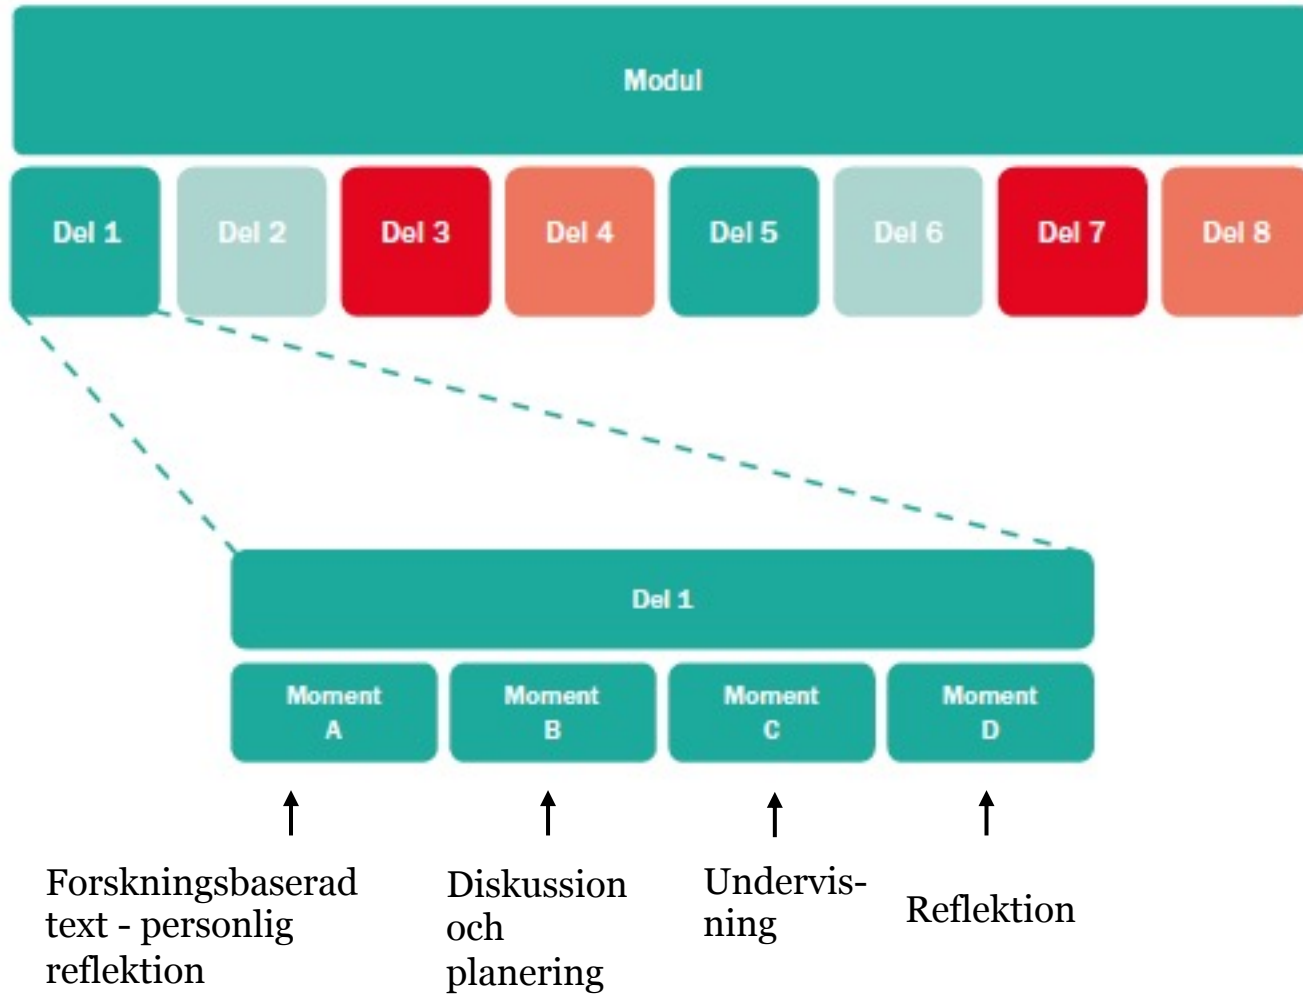 Modul
Del 1
Del 2
Del 3
Del 4
Del 5
Del 6
Del 7
Del 8
Del 1
Moment
A
Moment
B
Moment
C
Moment
D
Forskningsbaserad
text - personlig
reflektion
Diskussion
och
planering
Undervis-
ning
Reflektion